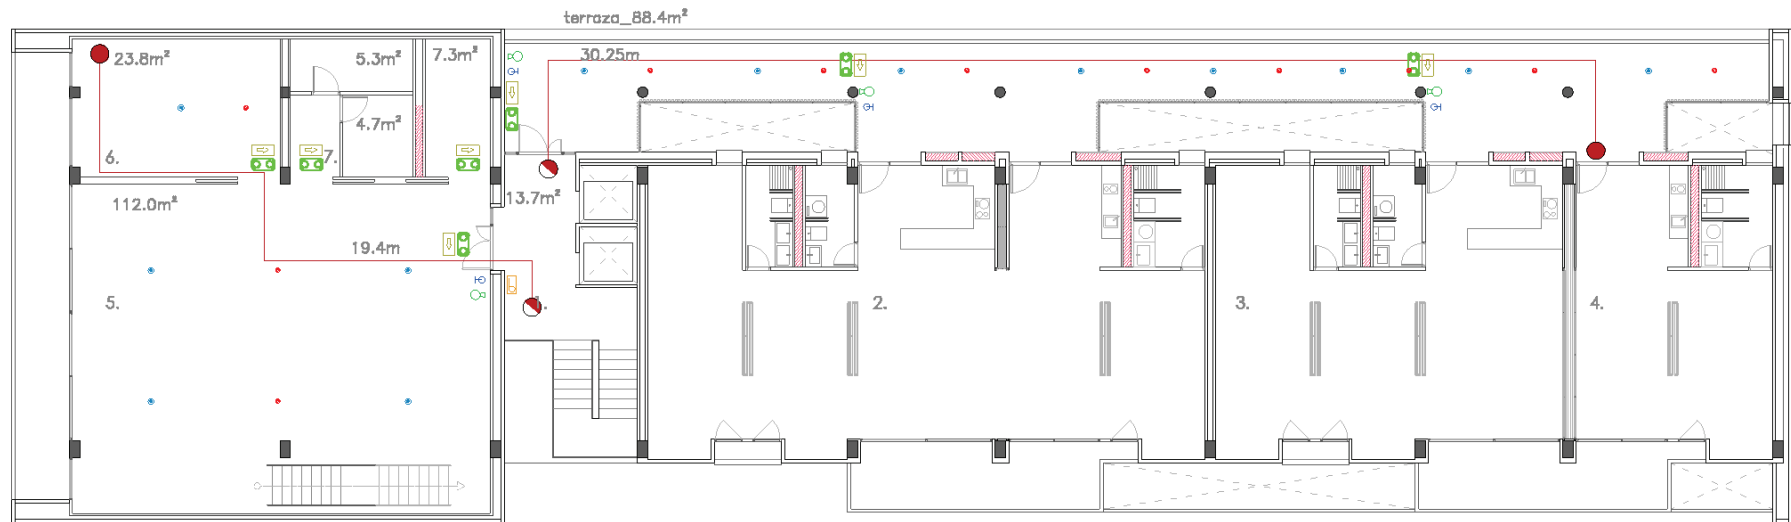 terraza_88.4m²
23.8m²
5.3m²
7.3m²
30.25m
4.7m²
6.
7.
112.0m²
13.7m²
19.4m
5.
1.
2.
3.
4.